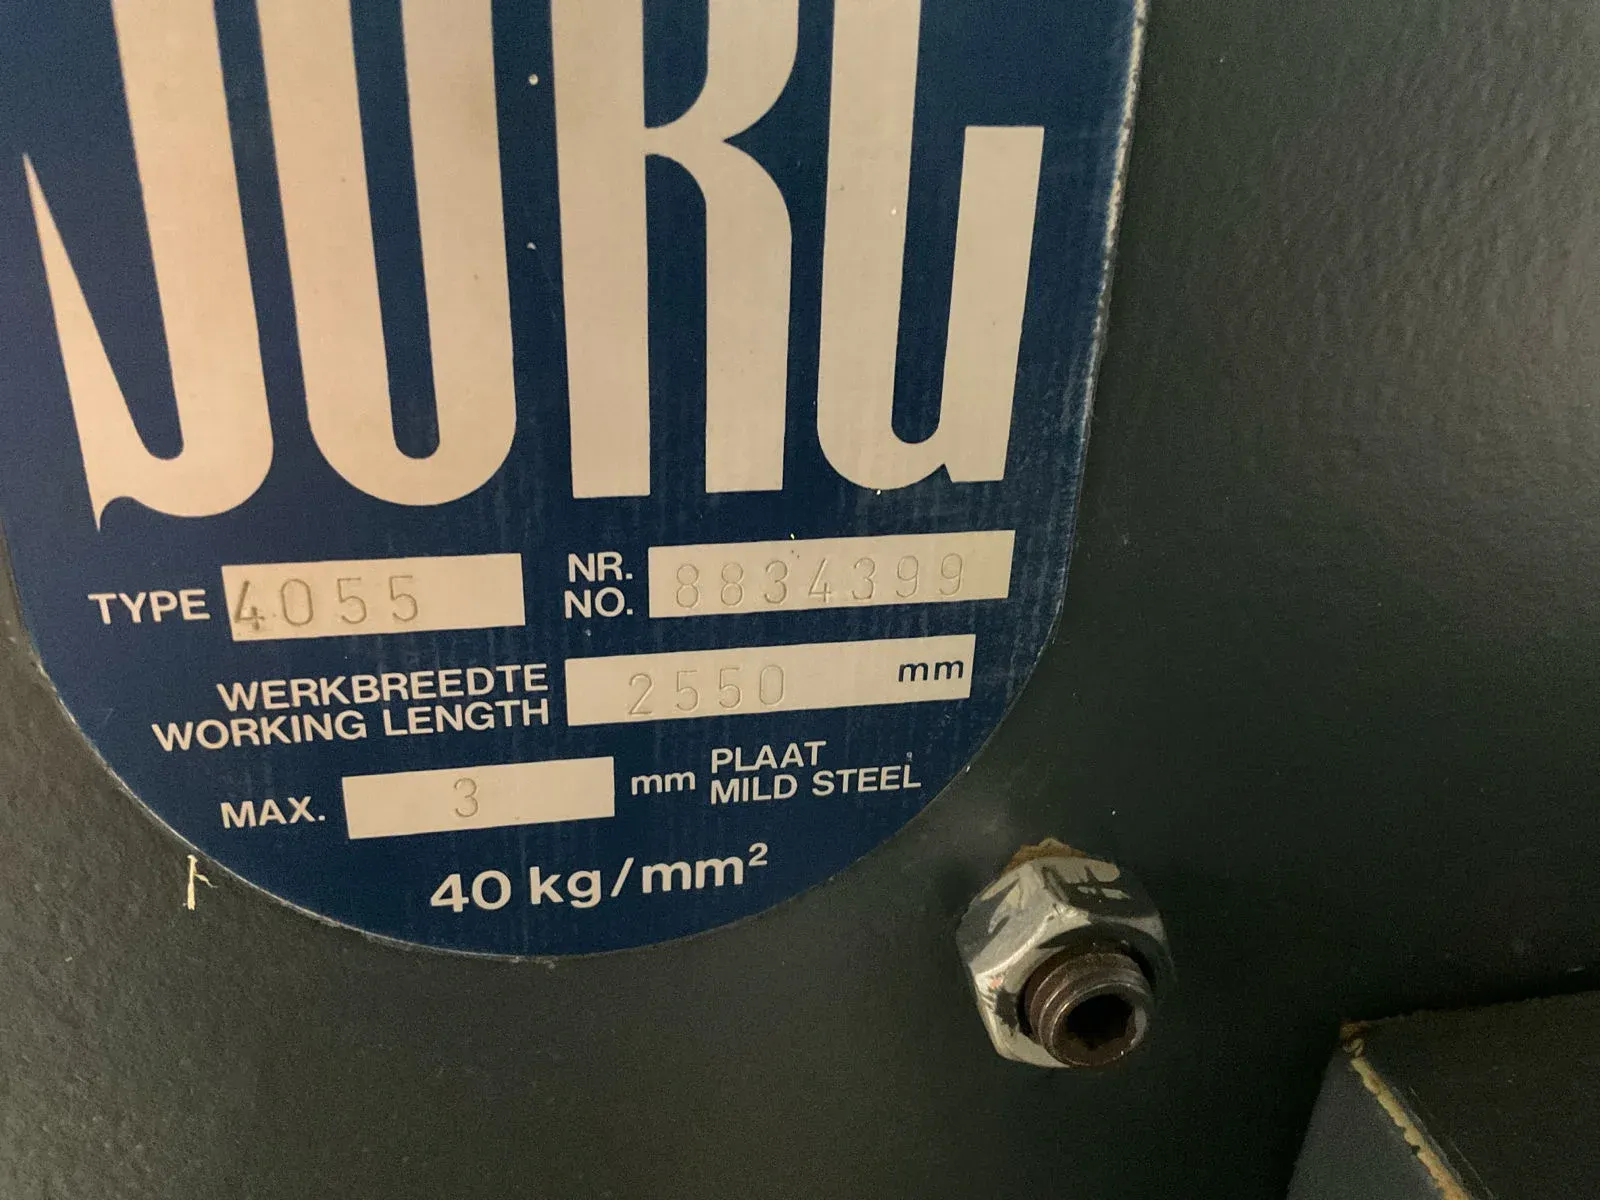 JORG
TYPE 4055 NR. NO. 8834399
WERKBREEDTE
WORKING LENGTH 2550 mm
MAX. 3 mm PLAAT
MILD STEEL
40 kg/mm²